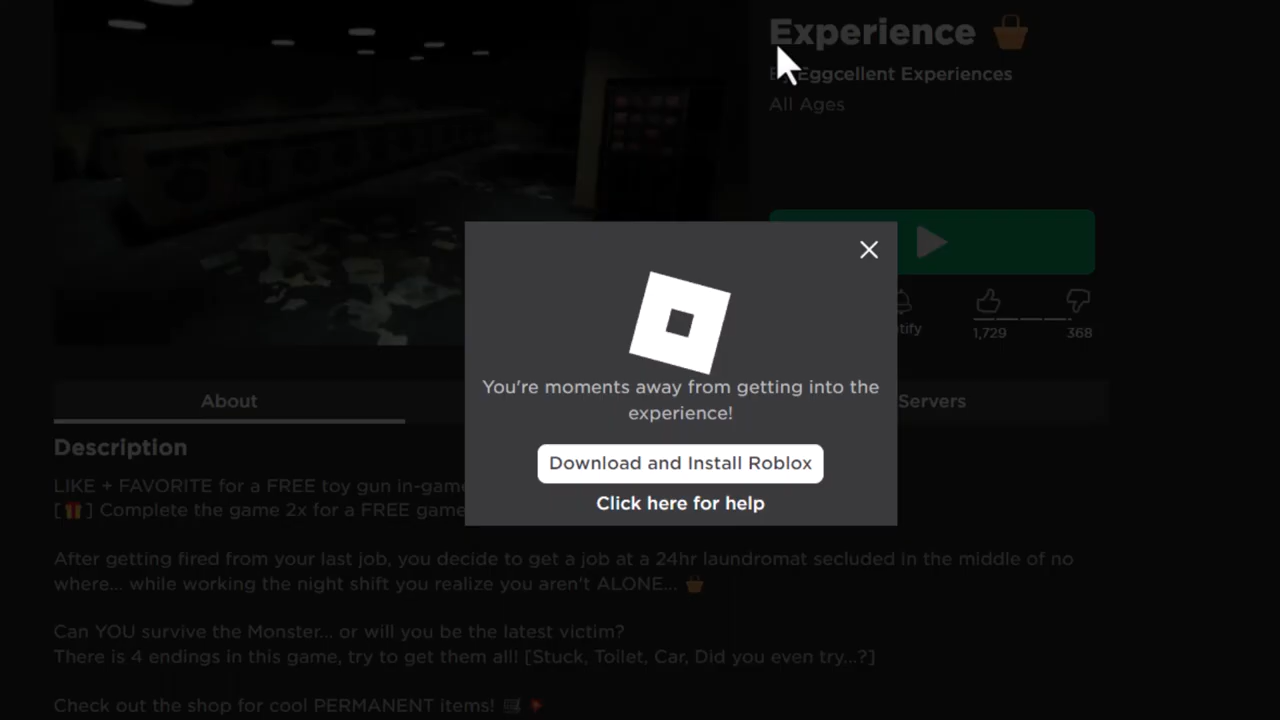 Experience
Eggcellent Experiences
All Ages
1,729
368
About
Servers
You're moments away from getting into the
experience!
Download and Install Roblox
Click here for help
Description
LIKE + FAVORITE for a FREE toy gun in-game
[🎁] Complete the game 2x for a FREE game
After getting fired from your last job, you decide to get a job at a 24hr laundromat secluded in the middle of no
where... while working the night shift you realize you aren't ALONE... 🧺
Can YOU survive the Monster... or will you be the latest victim?
There is 4 endings in this game, try to get them all! [Stuck, Toilet, Car, Did you even try...?]
Check out the shop for cool PERMANENT items!